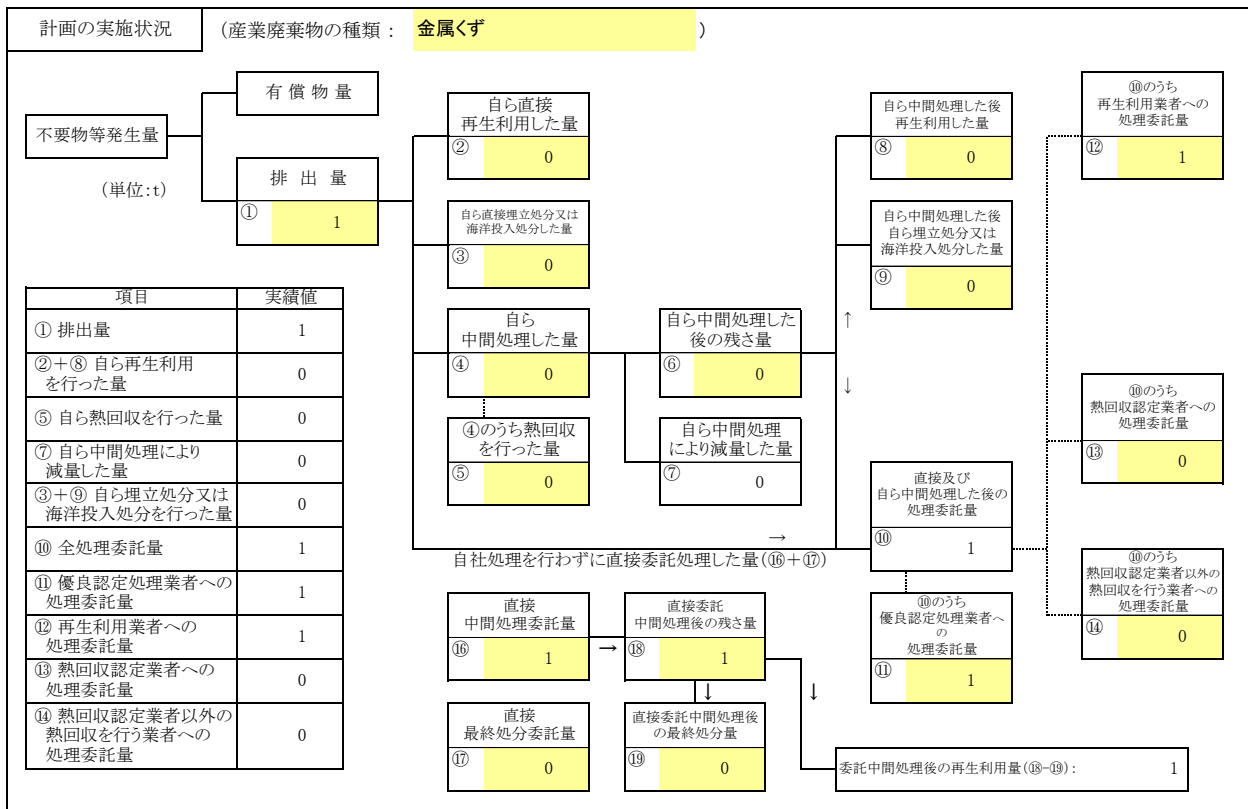 計画の実施状況
(産業廃棄物の種類： 金属くず )
不要物等発生量
(単位:t)
有償物量
排出量
① 1
自ら直接
再生利用した量
② 0
自ら直接埋立処分又は
海洋投入処分した量
③ 0
自ら
中間処理した量
④ 0
④のうち熱回収
を行った量
⑤ 0
自ら中間処理した
後の残さ量
⑥ 0
自ら中間処理
により減量した量
⑦ 0
自ら中間処理した後
再生利用した量
⑧ 0
自ら中間処理した後
自ら埋立処分又は
海洋投入処分した量
⑨ 0
↑
↓
直接及び
自ら中間処理した後の
処理委託量
⑩ 1
⑩のうち
優良認定処理業者へ
の
処理委託量
⑪ 1
⑩のうち
再生利用業者への
処理委託量
⑫ 1
⑩のうち
熱回収認定業者への
処理委託量
⑬ 0
⑩のうち
熱回収認定業者以外の
熱回収を行う業者への
処理委託量
⑭ 0
→
自社処理を行わずに直接委託処理した量(⑯+⑰)
直接
中間処理委託量
⑯ 1
→
直接委託
中間処理後の残さ量
⑱ 1
↓
↓
直接
最終処分委託量
⑰ 0
直接委託中間処理後
の最終処分量
⑲ 0
委託中間処理後の再生利用量(⑱-⑲)： 1
項目 実績値
① 排出量 1
②+⑧ 自ら再生利用
を行った量 0
⑤ 自ら熱回収を行った量 0
⑦ 自ら中間処理により
減量した量 0
③+⑨ 自ら埋立処分又は
海洋投入処分を行った量 0
⑩ 全処理委託量 1
⑪ 優良認定処理業者への
処理委託量 1
⑫ 再生利用業者への
処理委託量 1
⑬ 熱回収認定業者への
処理委託量 0
⑭ 熱回収認定業者以外の
熱回収を行う業者への
処理委託量 0